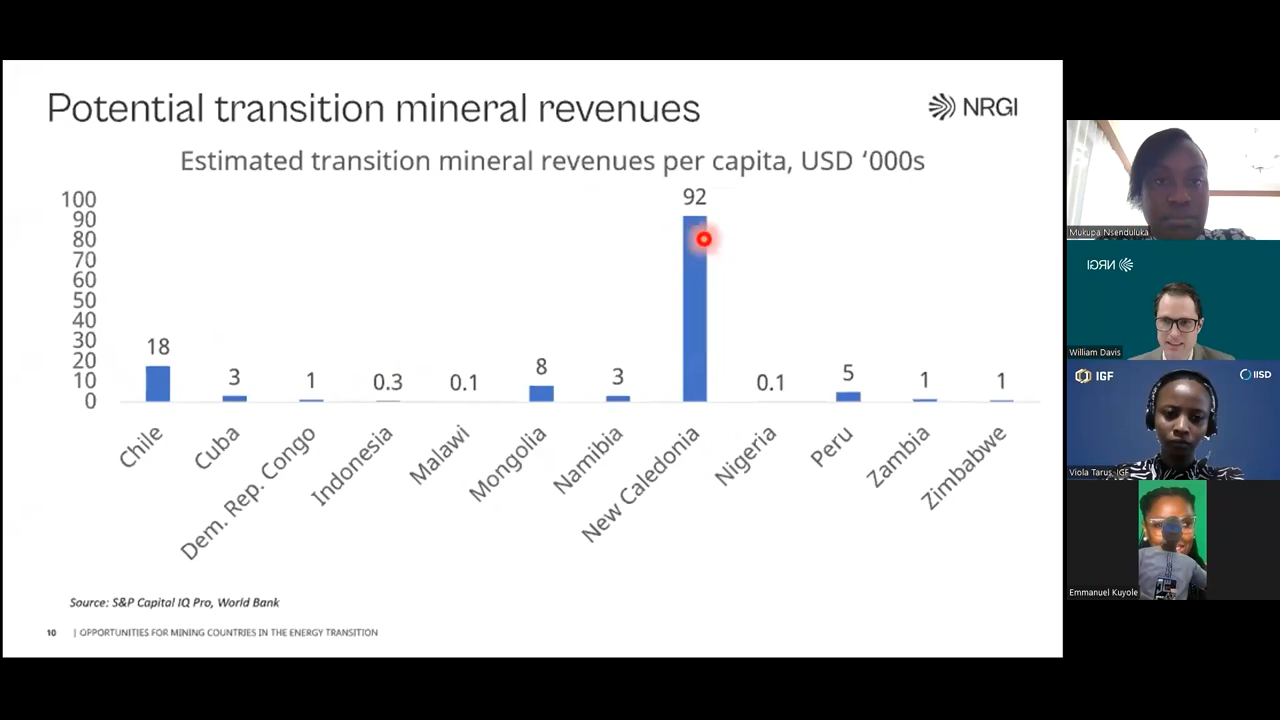 Potential transition mineral revenues
NRGI
Estimated transition mineral revenues per capita, USD ‘000s
100
90
80
70
60
50
40
30
20
10
0
18
3
1
0.3
0.1
8
3
92
0.1
5
1
1
Chile
Cuba
Dem. Rep. Congo
Indonesia
Malawi
Mongolia
Namibia
New Caledonia
Nigeria
Peru
Zambia
Zimbabwe
Source: S&P Capital IQ Pro, World Bank
10 | OPPORTUNITIES FOR MINING COUNTRIES IN THE ENERGY TRANSITION
Mukupa Nsenduluka
NRGI
William Davis
IGF
IISD
Viola Tarus, IGF
Emmanuel Kuyole